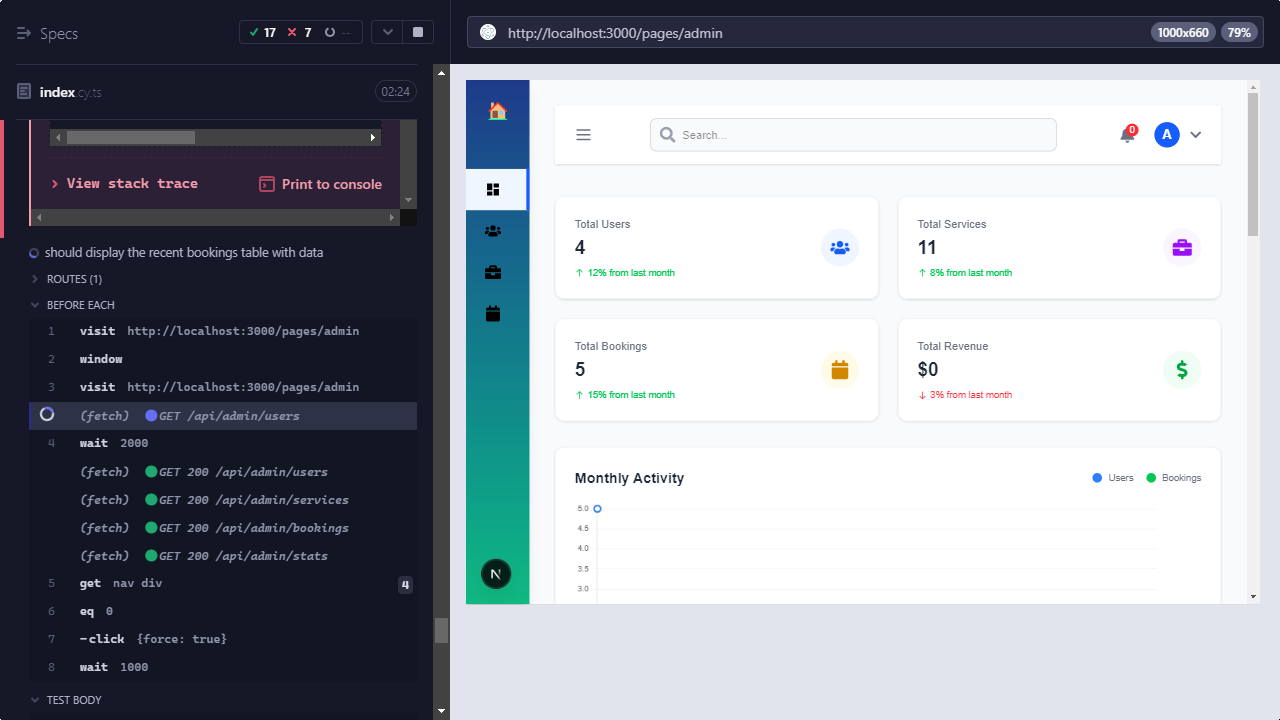 Specs
17
7
--
index.cy.ts
02:24
View stack trace
Print to console
should display the recent bookings table with data
ROUTES (1)
BEFORE EACH
1 visit http://localhost:3000/pages/admin
2 window
3 visit http://localhost:3000/pages/admin
(fetch) GET /api/admin/users
4 wait 2000
(fetch) GET 200 /api/admin/users
(fetch) GET 200 /api/admin/services
(fetch) GET 200 /api/admin/bookings
(fetch) GET 200 /api/admin/stats
5 get nav div 4
6 eq 0
7 -click {force: true}
8 wait 1000
TEST BODY
http://localhost:3000/pages/admin
1000x660
79%
Search...
0
A
Total Users
4
↑ 12% from last month
Total Services
11
↑ 8% from last month
Total Bookings
5
↑ 15% from last month
Total Revenue
$0
↓ 3% from last month
$
Monthly Activity
Users
Bookings
5.0
4.5
4.0
3.5
3.0
N